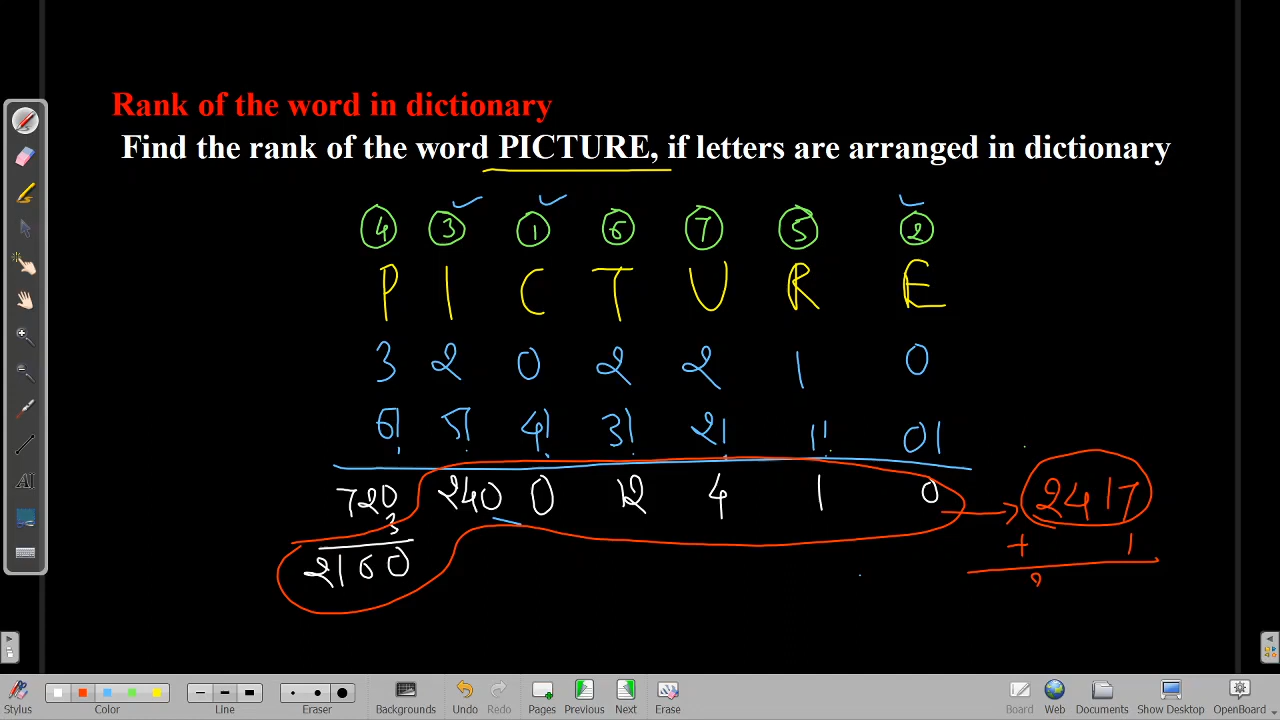 Rank of the word in dictionary
Find the rank of the word PICTURE, if letters are arranged in dictionary
4 3 1 6 7 5 2
P I C T U R E
3 2 0 2 2 1 0
6! 5! 4! 3! 2! 1! 0!
720 240 0 12 4 1 0 2417
3
+ 1
2160
Stylus Color Line Eraser Backgrounds Undo Redo Pages Previous Next Erase Board Web Documents Show Desktop OpenBoard